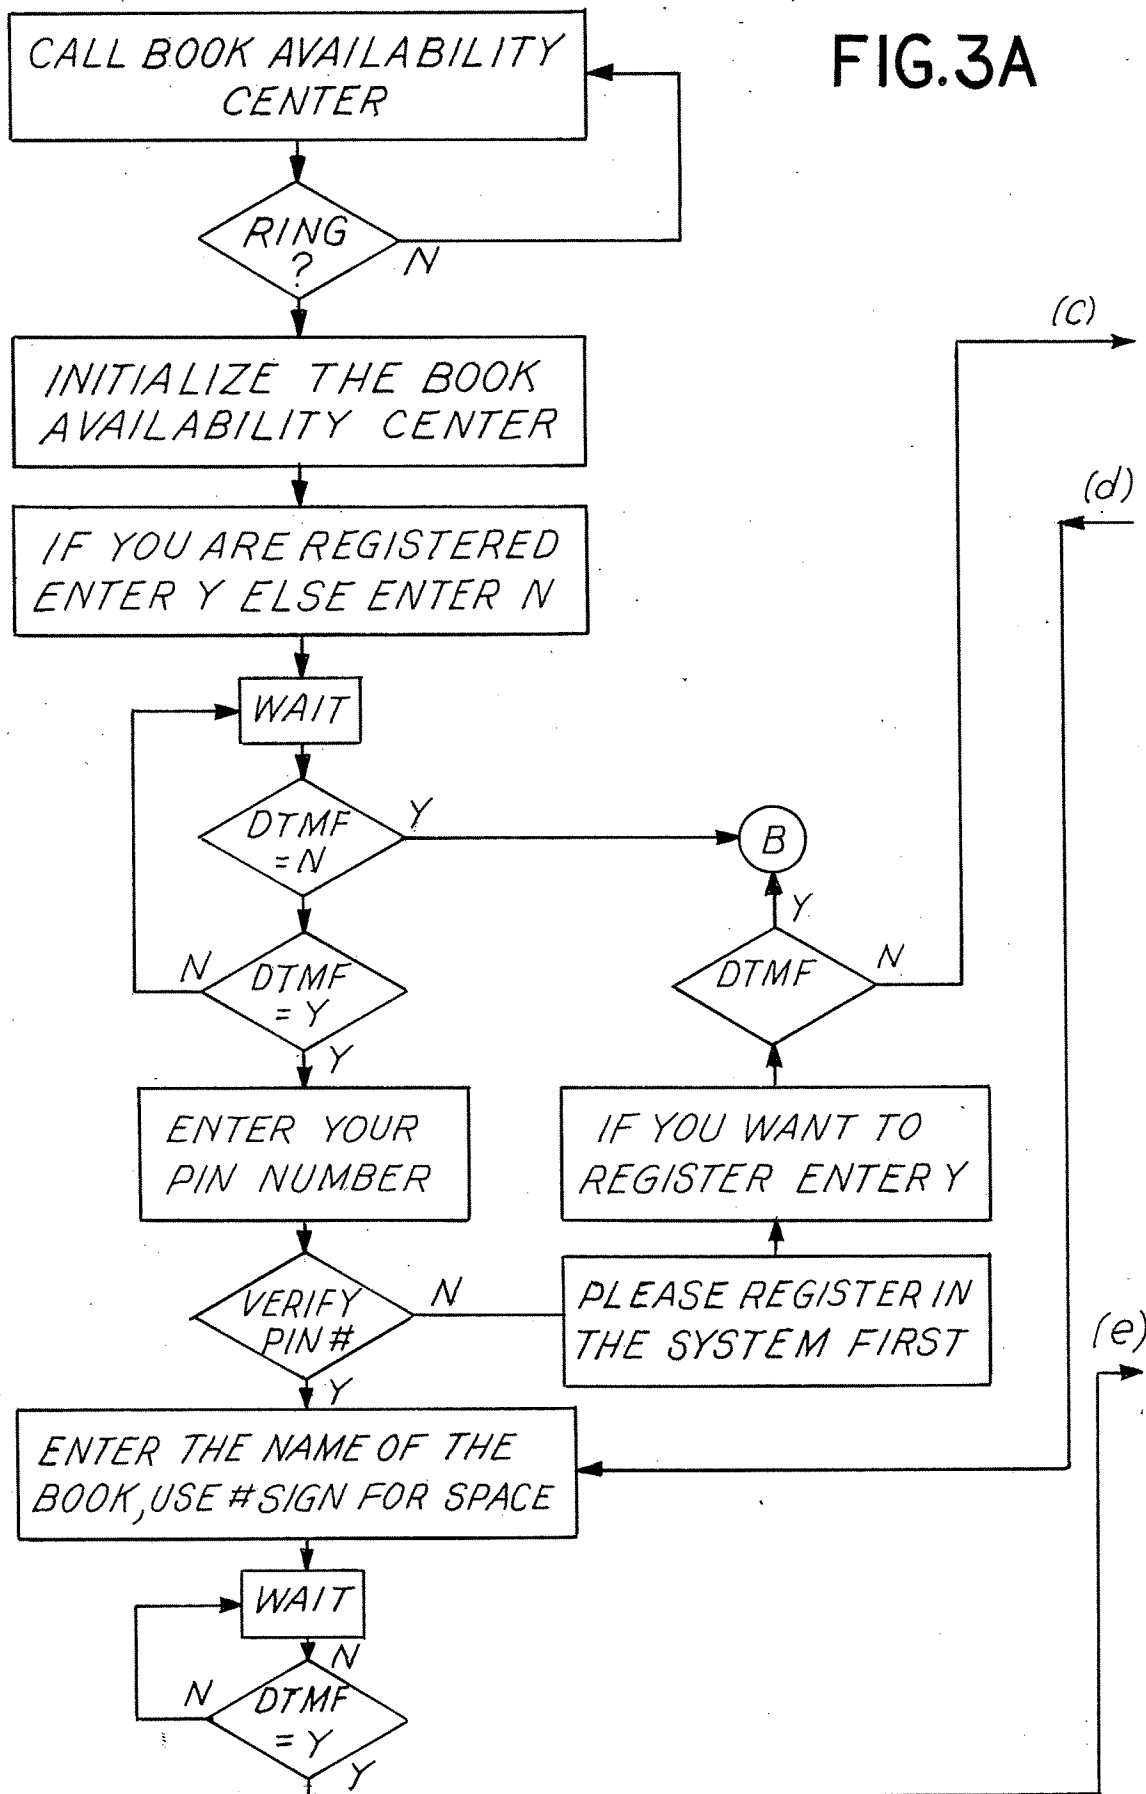 FIG.3A
CALL BOOK AVAILABILITY
CENTER
RING
?
N
INITIALIZE THE BOOK
AVAILABILITY CENTER
(c)
(d)
IF YOU ARE REGISTERED
ENTER Y ELSE ENTER N
WAIT
DTMF
=N
Y
B
Y
DTMF
= Y
N
Y
DTMF
N
ENTER YOUR
PIN NUMBER
IF YOU WANT TO
REGISTER ENTER Y
VERIFY
PIN #
N
Y
PLEASE REGISTER IN
THE SYSTEM FIRST
(e)
ENTER THE NAME OF THE
BOOK, USE # SIGN FOR SPACE
WAIT
N
DTMF
= Y
N
Y